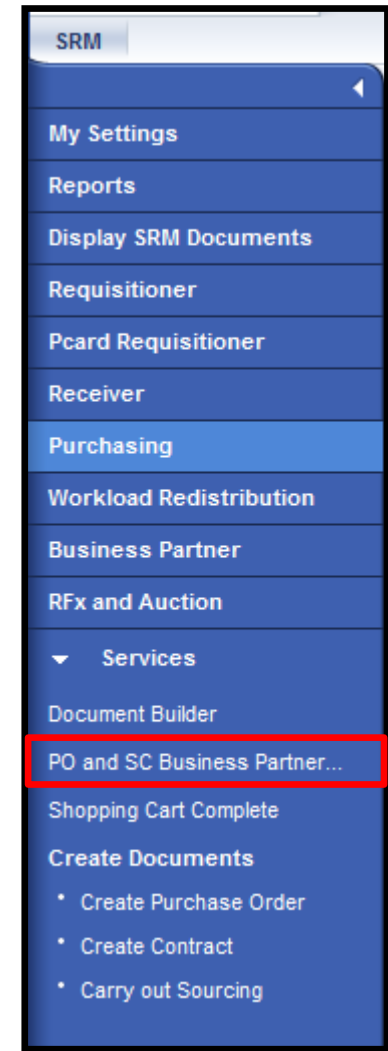 SRM
My Settings
Reports
Display SRM Documents
Requisitioner
Pcard Requisitioner
Receiver
Purchasing
Workload Redistribution
Business Partner
RFx and Auction
Services
Document Builder
PO and SC Business Partner...
Shopping Cart Complete
Create Documents
• Create Purchase Order
• Create Contract
• Carry out Sourcing